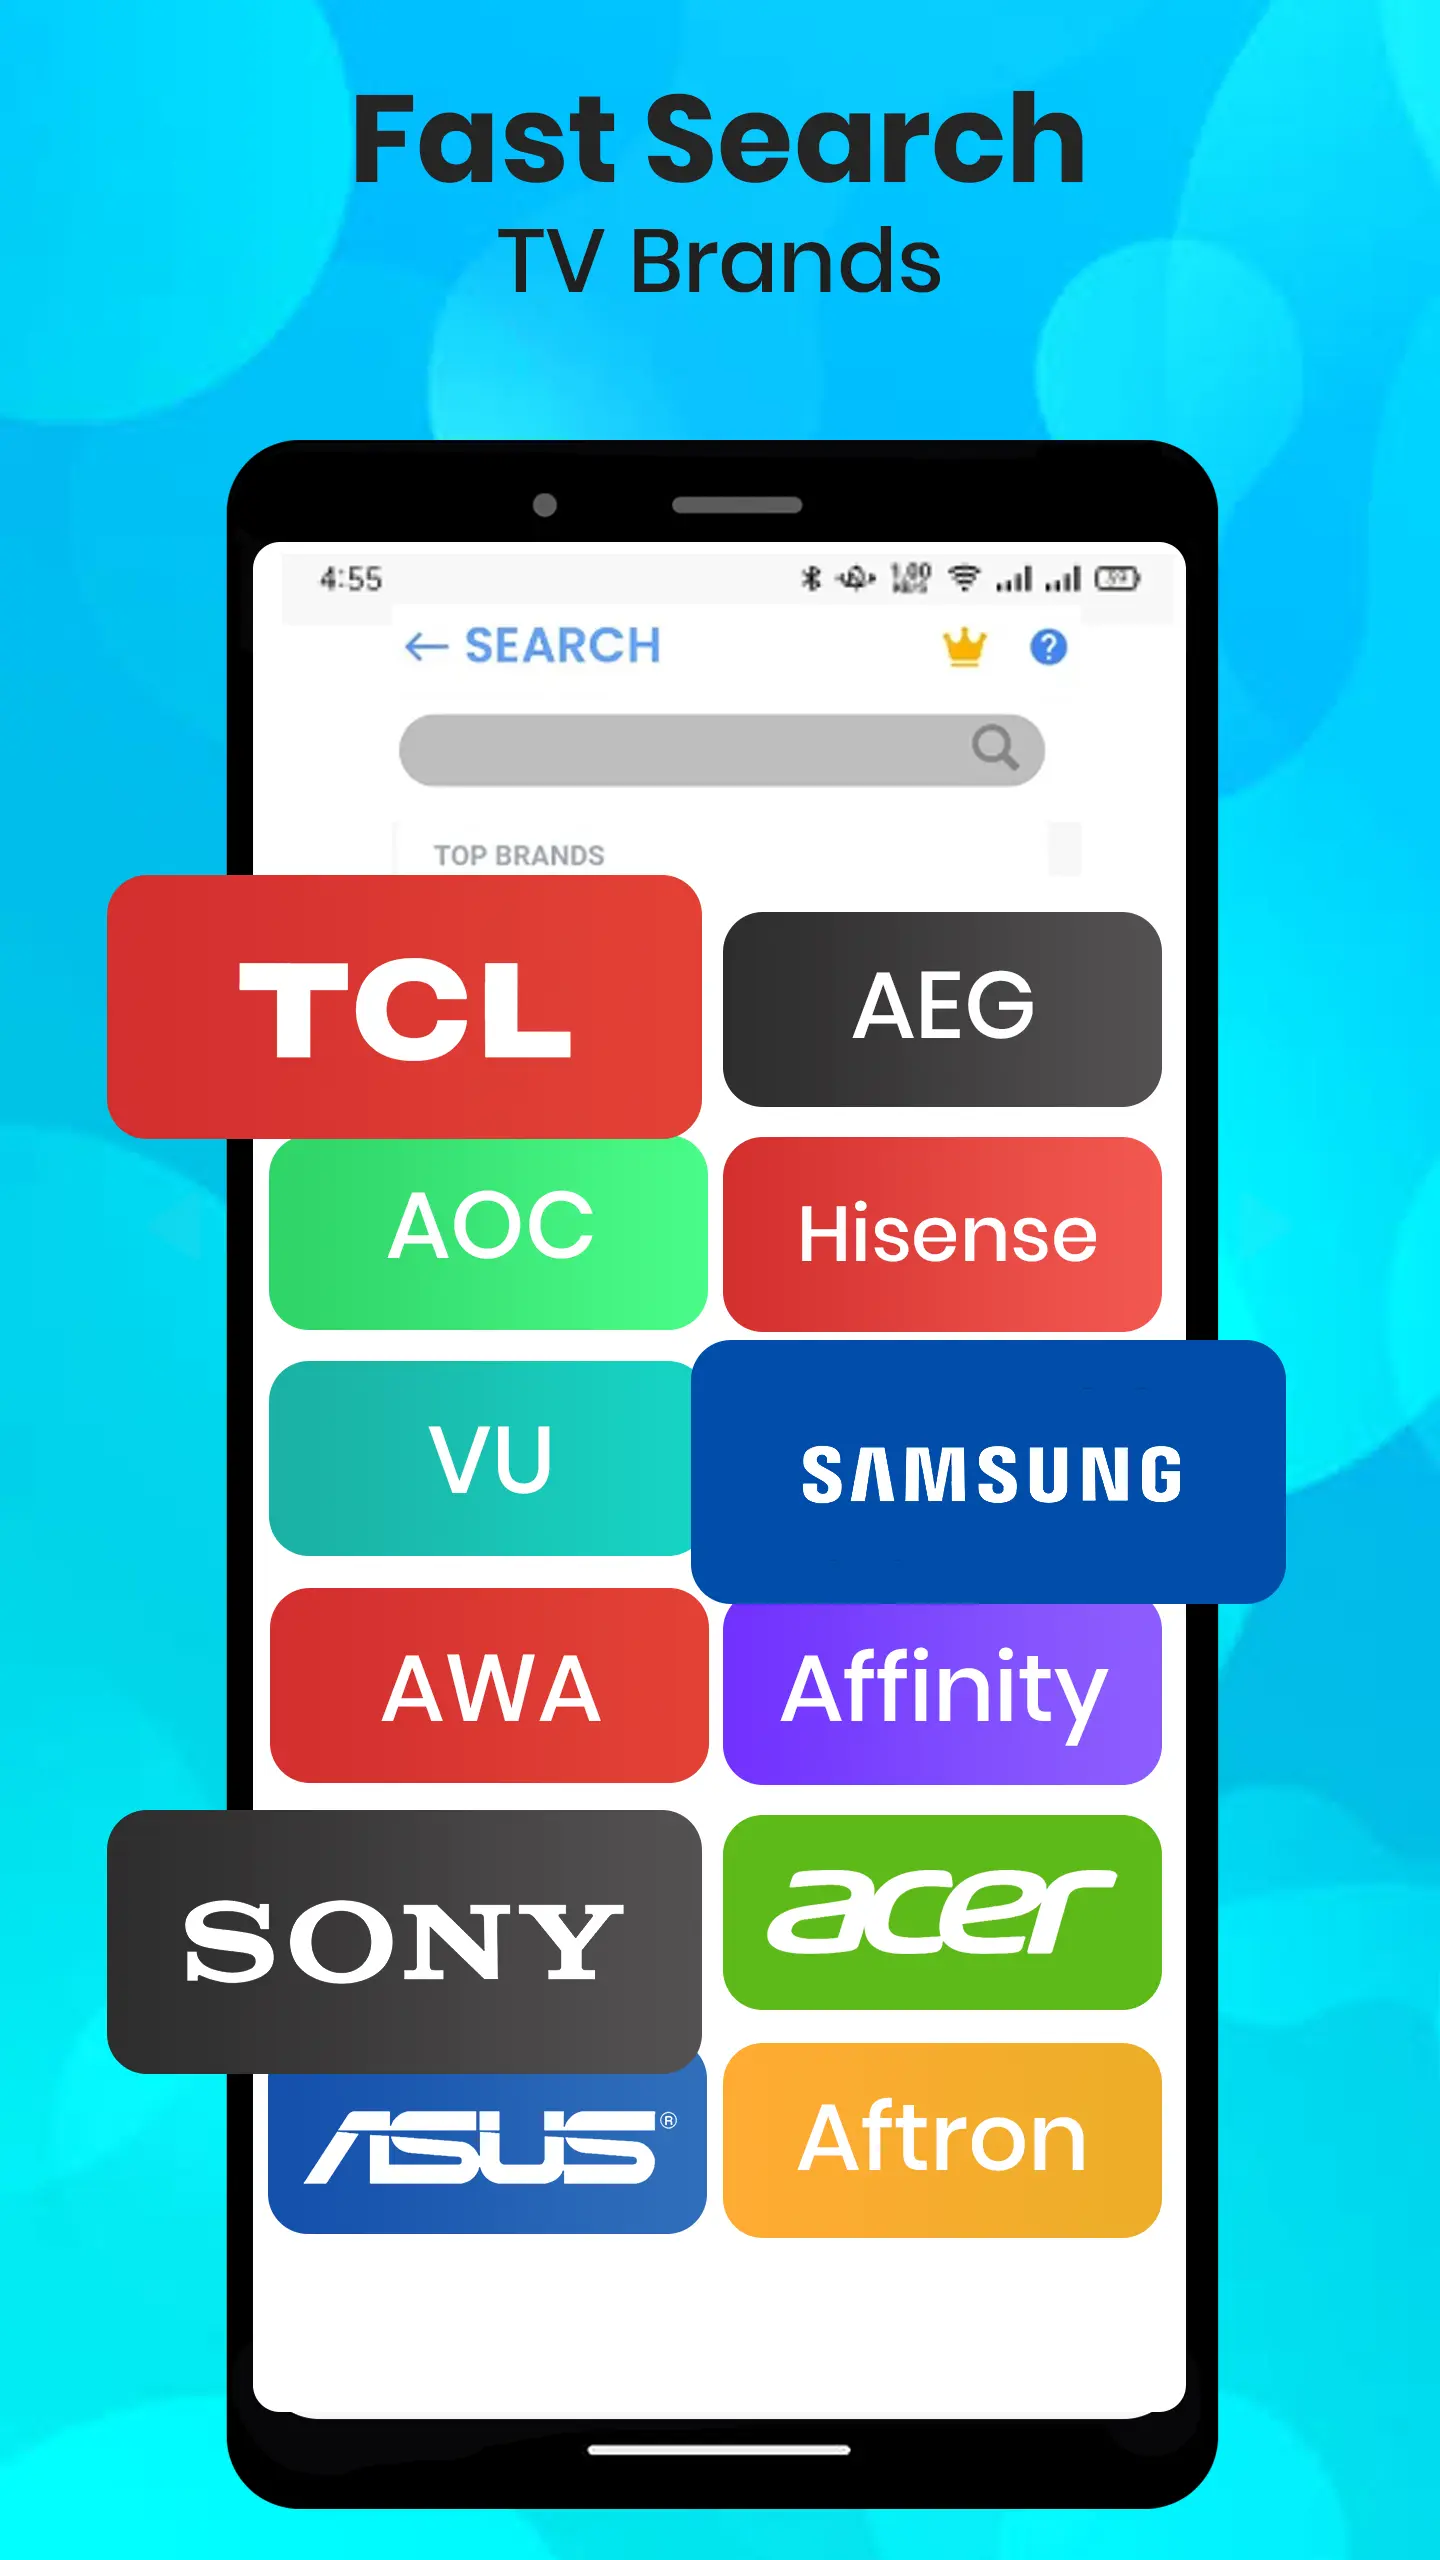 Fast Search
TV Brands
4:55
SEARCH
TOP BRANDS
TCL
AEG
AOC
Hisense
VU
SAMSUNG
AWA
Affinity
SONY
acer
ASUS®
Aftron